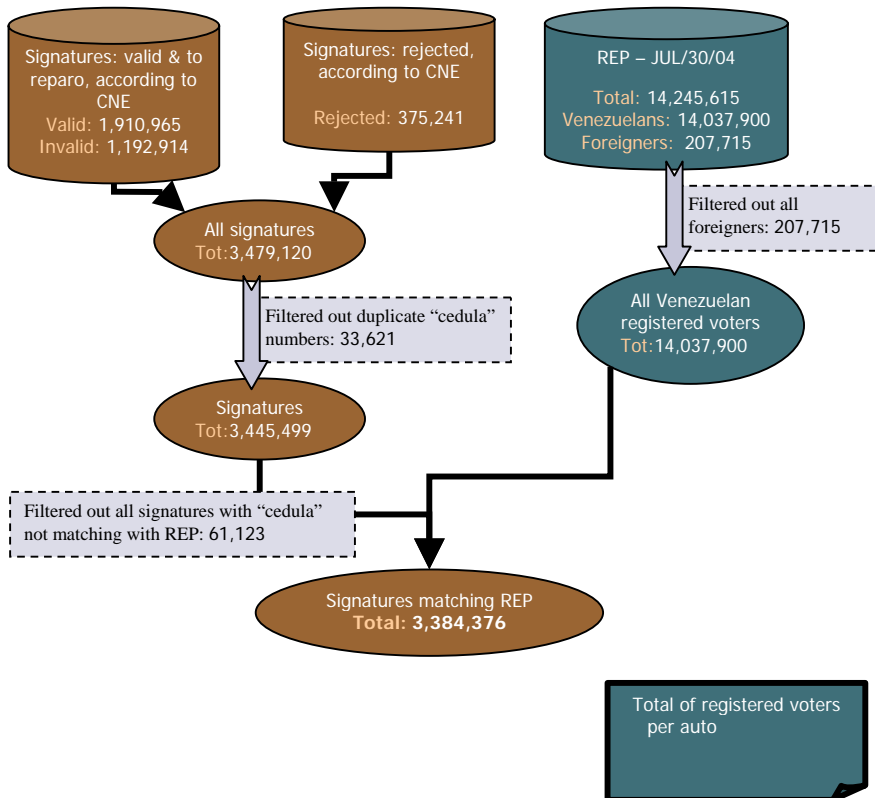 Signatures: valid & to
reparo, according to
CNE
Valid: 1,910,965
Invalid: 1,192,914
Signatures: rejected,
according to CNE
Rejected: 375,241
REP – JUL/30/04
Total: 14,245,615
Venezuelans: 14,037,900
Foreigners: 207,715
Filtered out all
foreigners: 207,715
All signatures
Tot:3,479,120
Filtered out duplicate “cedula”
numbers: 33,621
All Venezuelan
registered voters
Tot:14,037,900
Signatures
Tot:3,445,499
Filtered out all signatures with “cedula”
not matching with REP: 61,123
Signatures matching REP
Total: 3,384,376
Total of registered voters
per auto